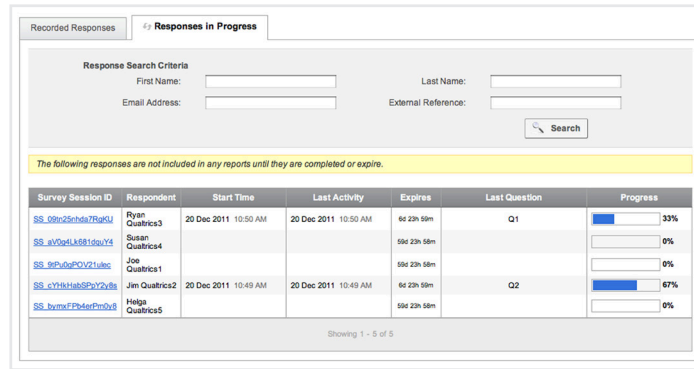 Recorded Responses
Responses in Progress
Response Search Criteria
First Name:
Last Name:
Email Address:
External Reference:
Search
The following responses are not included in any reports until they are completed or expire.
Survey Session ID Respondent Start Time Last Activity Expires Last Question Progress
SS_09tn25nhda7RgKU Ryan Qualtrics3 20 Dec 2011 10:50 AM 20 Dec 2011 10:50 AM 6d 23h 59m Q1 33%
SS_aV0q4Lk681dquY4 Susan Qualtrics4 59d 23h 58m 0%
SS_9tPu0gPOV21ulec Joe Qualtrics1 59d 23h 58m 0%
SS_cYHkHabSPpY2y8s Jim Qualtrics2 20 Dec 2011 10:49 AM 20 Dec 2011 10:49 AM 6d 23h 59m Q2 67%
SS_bymxFPb4erPm0y8 Helga Qualtrics5 59d 23h 58m 0%
Showing 1 - 5 of 5